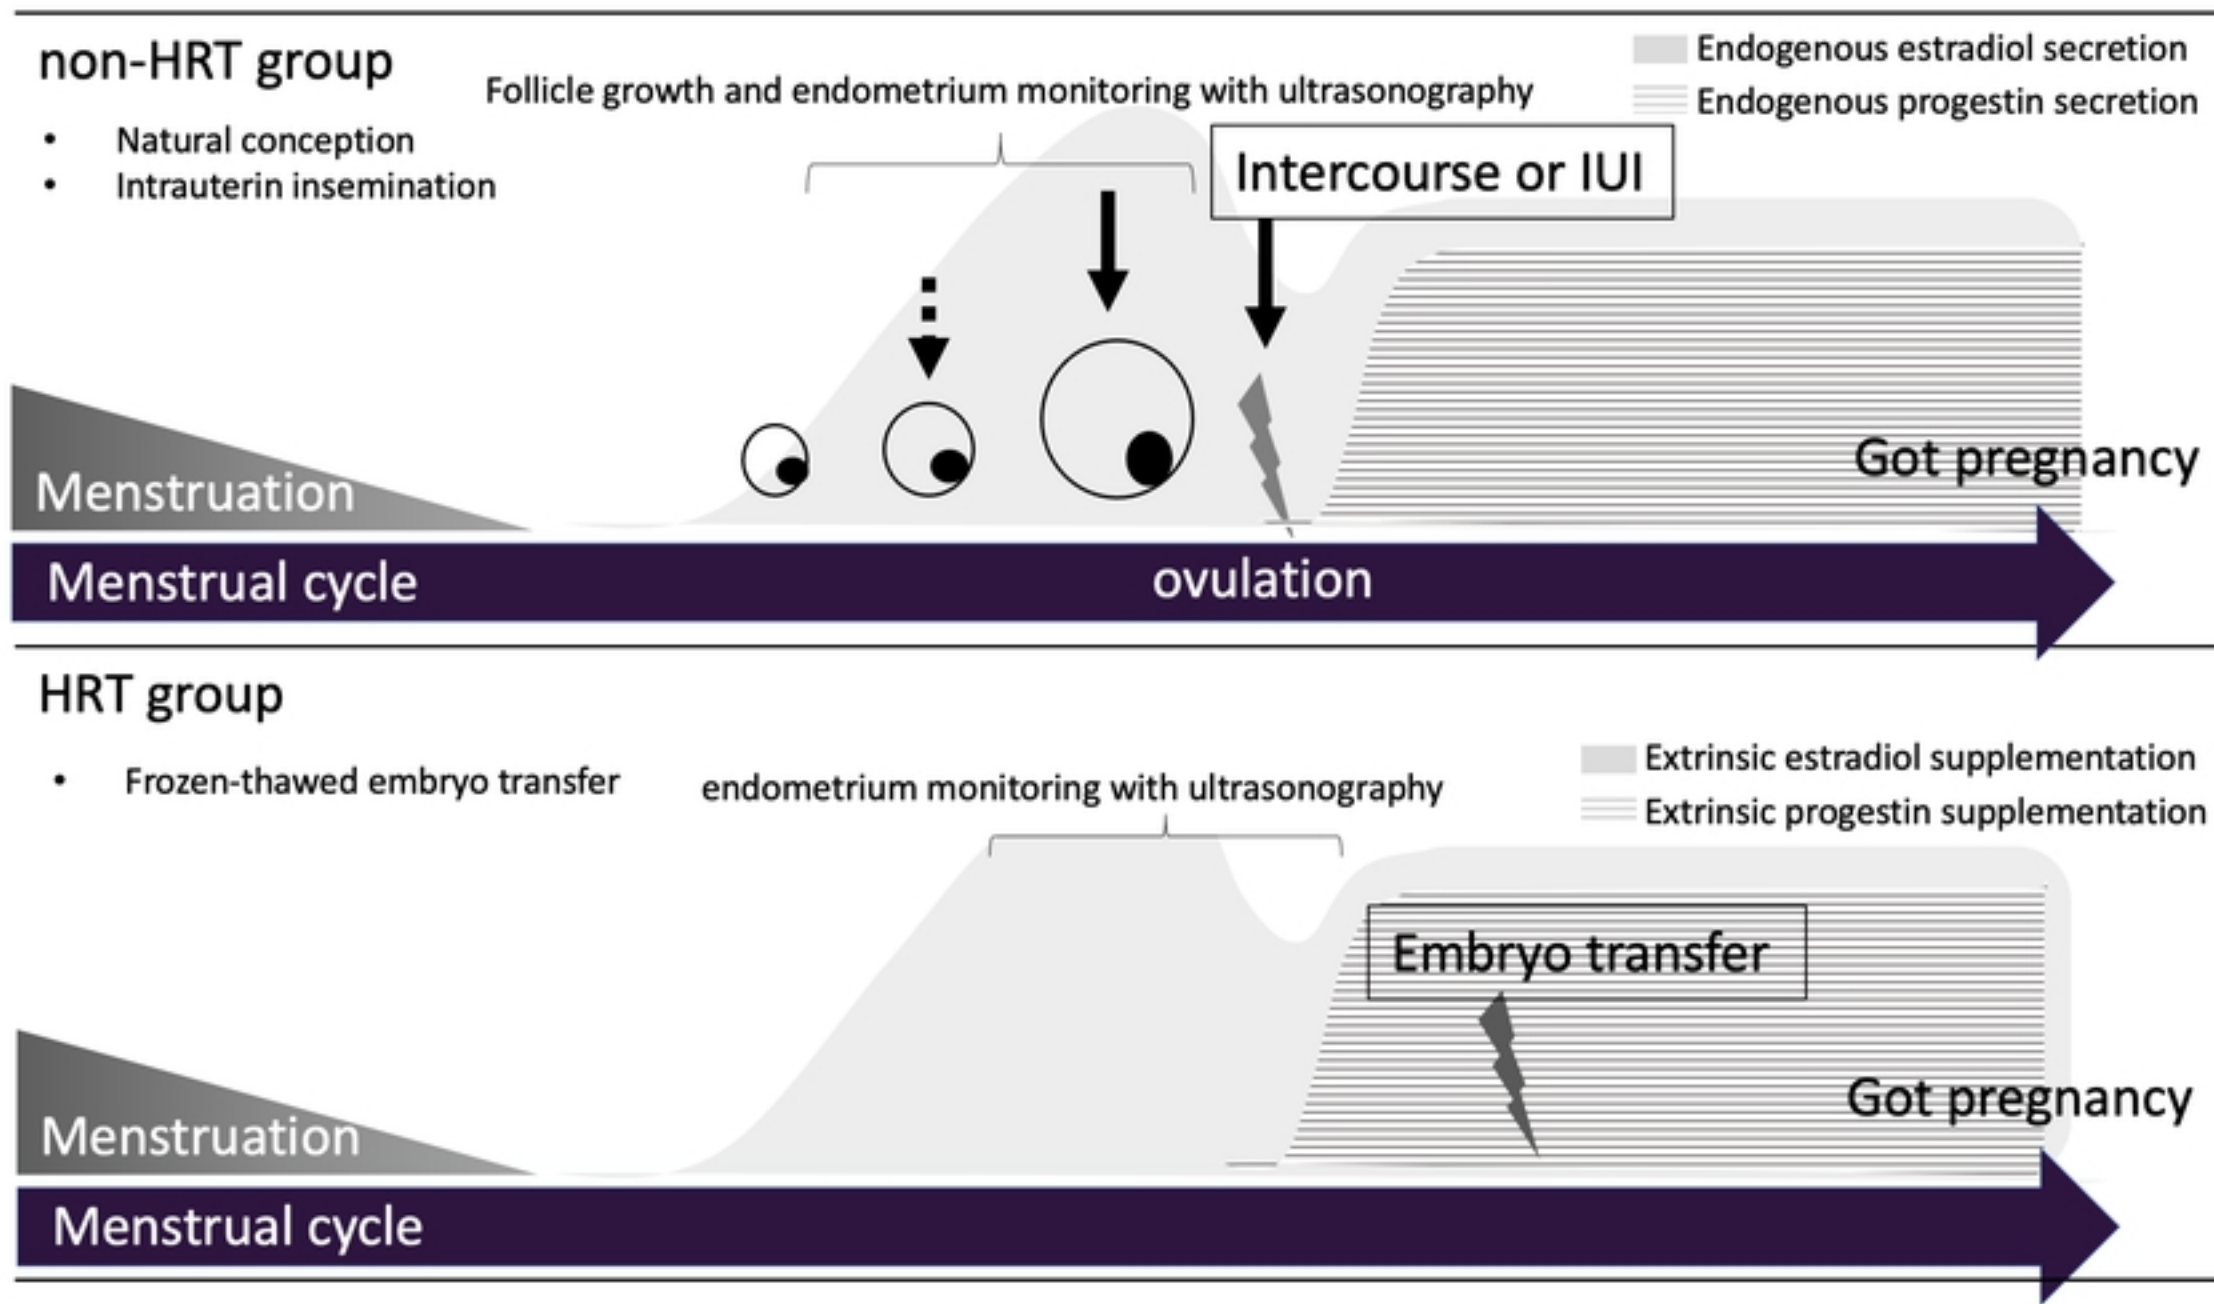 non-HRT group
• Natural conception
• Intrauterin insemination
Follicle growth and endometrium monitoring with ultrasonography
Endogenous estradiol secretion
Endogenous progestin secretion
Intercourse or IUI
Menstruation
Got pregnancy
Menstrual cycle
ovulation
HRT group
• Frozen-thawed embryo transfer
endometrium monitoring with ultrasonography
Extrinsic estradiol supplementation
Extrinsic progestin supplementation
Embryo transfer
Menstruation
Got pregnancy
Menstrual cycle